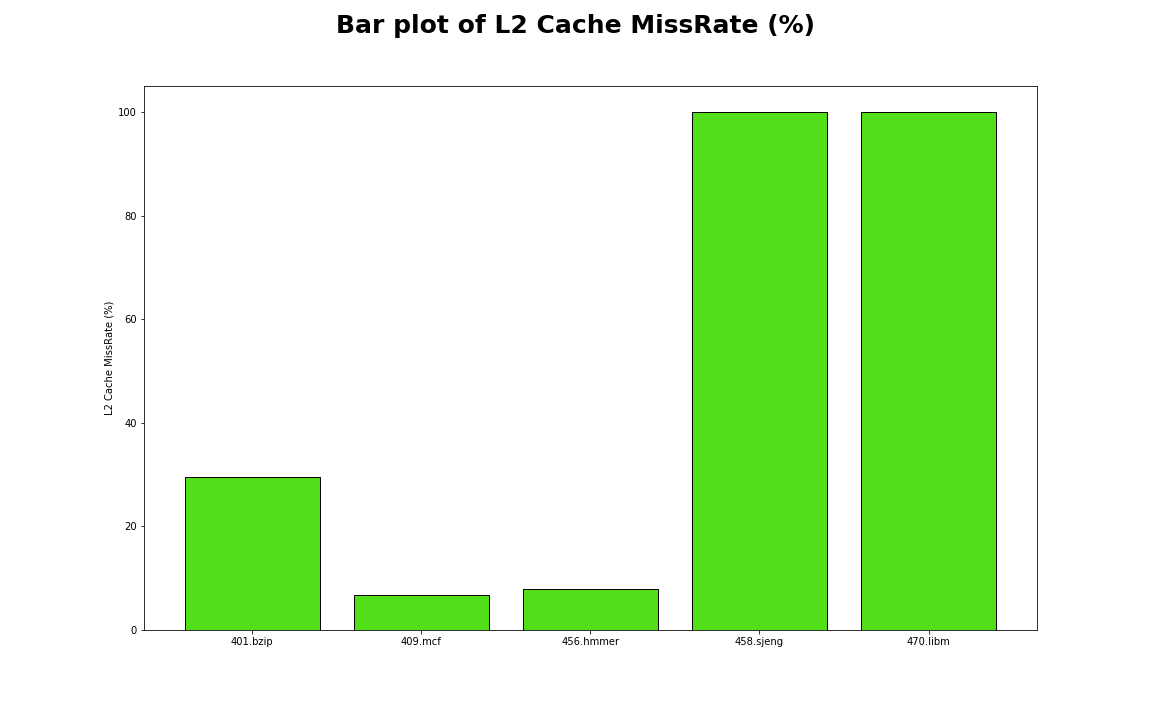 Bar plot of L2 Cache MissRate (%)
L2 Cache MissRate (%)
100
80
60
40
20
0
401.bzip
409.mcf
456.hmmer
458.sjeng
470.libm